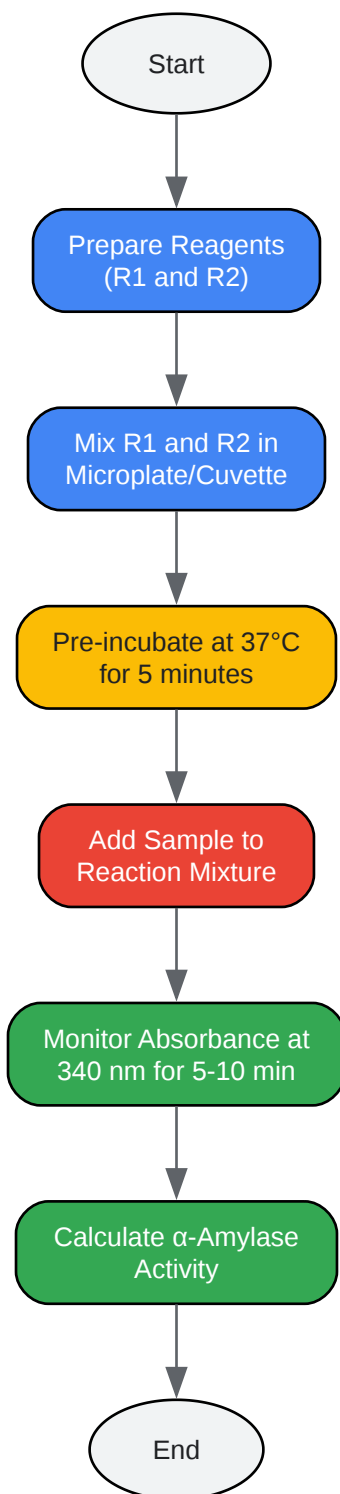 Start
Prepare Reagents
(R1 and R2)
Mix R1 and R2 in
Microplate/Cuvette
Pre-incubate at 37°C
for 5 minutes
Add Sample to
Reaction Mixture
Monitor Absorbance at
340 nm for 5-10 min
Calculate α-Amylase
Activity
End